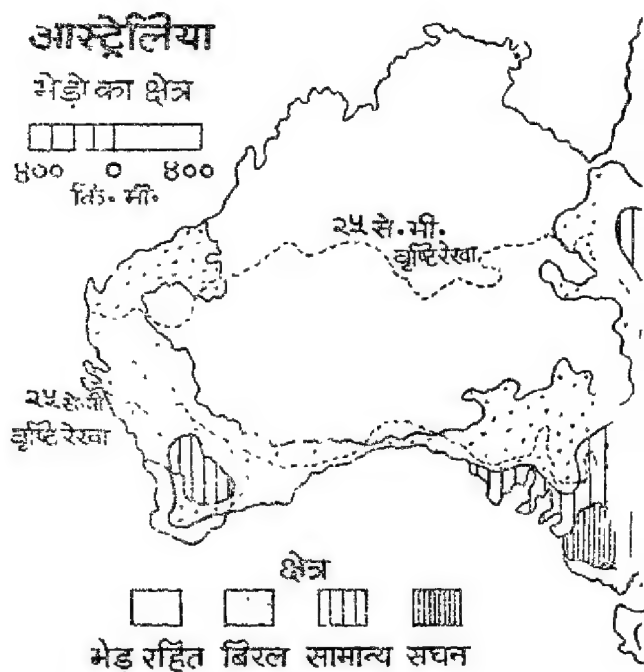 आस्ट्रेलिया
भेड़ो का क्षेत्र
४०० ० ४००
कि. मी.
२५ से. मी.
वृष्टि रेखा.
२५ से. मी
वृष्टि रेखा
क्षेत्र
भेड रहित बिरल सामान्य सघन